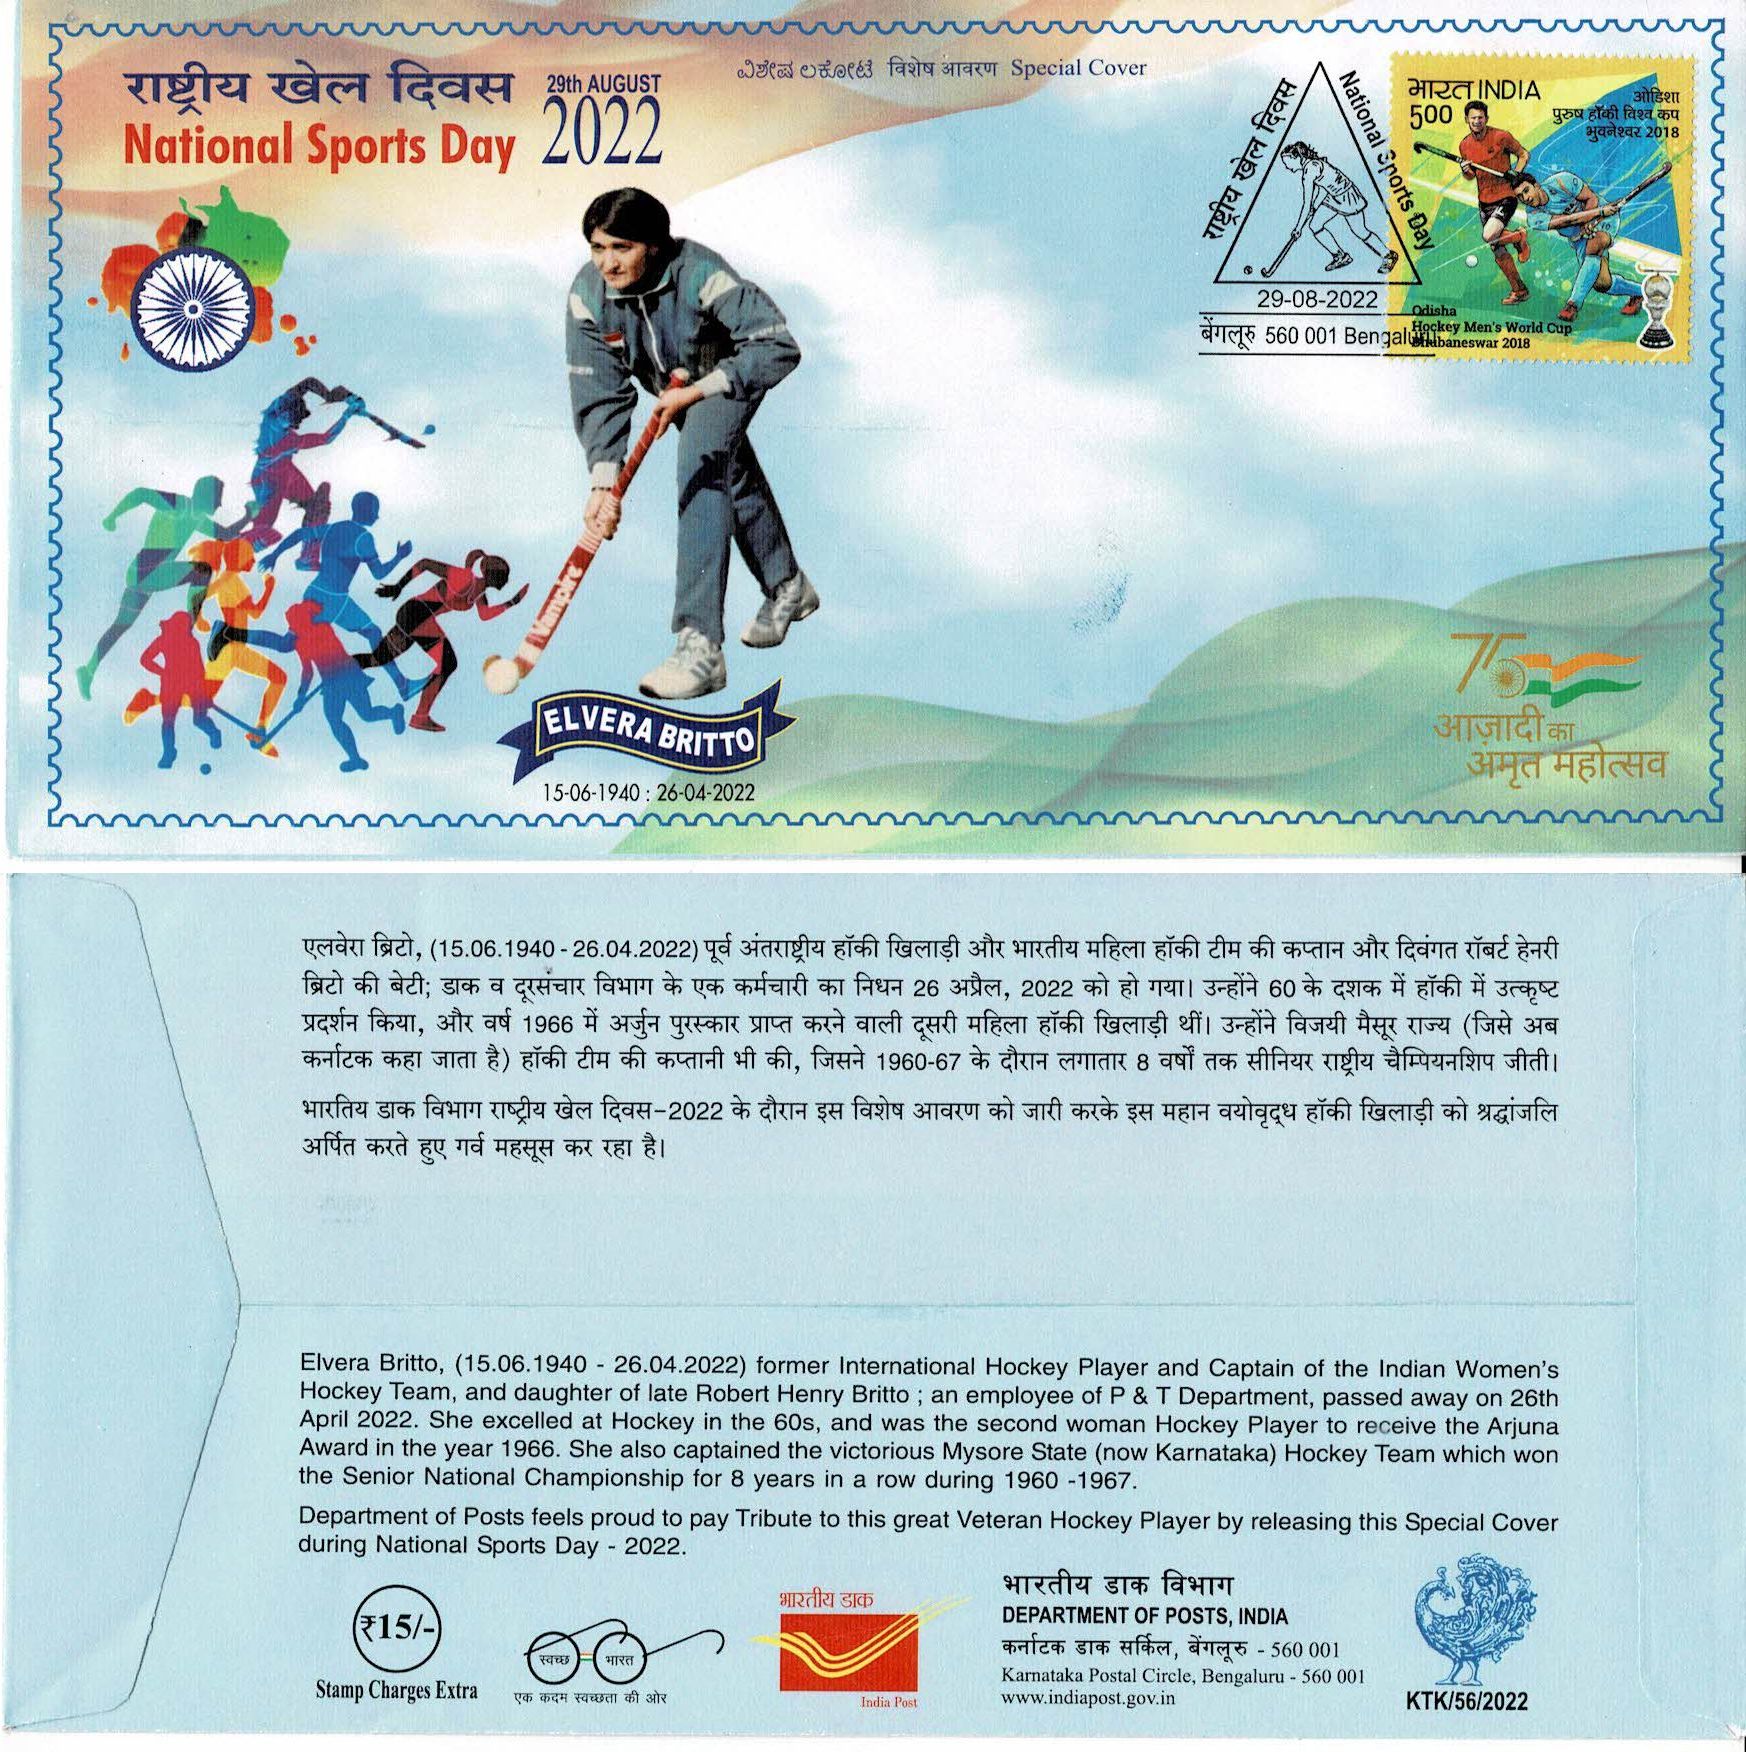 राष्ट्रीय खेल दिवस
National Sports Day
29th AUGUST
2022
ವಿಶೇಷ ಲಕೋಟೆ विशेष आवरण Special Cover
राष्ट्रीय खेल दिवस
National Sports Day
29-08-2022
बेंगलूरु 560 001 Bengaluru
भारत INDIA
500
ओडिशा
पुरुष हॉकी विश्व कप
भुवनेश्वर 2018
Odisha
Hockey Men's World Cup
Bhubaneswar 2018
Vampire
ELVERA BRITTO
15-06-1940 : 26-04-2022
75
आज़ादी का
अमृत महोत्सव
एलवेरा ब्रिटो, (15.06.1940 - 26.04.2022) पूर्व अंतराष्ट्रीय हॉकी खिलाड़ी और भारतीय महिला हॉकी टीम की कप्तान और दिवंगत रॉबर्ट हेनरी
ब्रिटो की बेटी; डाक व दूरसंचार विभाग के एक कर्मचारी का निधन 26 अप्रैल, 2022 को हो गया। उन्होंने 60 के दशक में हॉकी में उत्कृष्ट
प्रदर्शन किया, और वर्ष 1966 में अर्जुन पुरस्कार प्राप्त करने वाली दूसरी महिला हॉकी खिलाड़ी थीं। उन्होंने विजयी मैसूर राज्य (जिसे अब
कर्नाटक कहा जाता है) हॉकी टीम की कप्तानी भी की, जिसने 1960-67 के दौरान लगातार 8 वर्षों तक सीनियर राष्ट्रीय चैम्पियनशिप जीती।
भारतिय डाक विभाग राष्ट्रीय खेल दिवस-2022 के दौरान इस विशेष आवरण को जारी करके इस महान वयोवृद्ध हॉकी खिलाड़ी को श्रद्धांजलि
अर्पित करते हुए गर्व महसूस कर रहा है।
Elvera Britto, (15.06.1940 - 26.04.2022) former International Hockey Player and Captain of the Indian Women's
Hockey Team, and daughter of late Robert Henry Britto ; an employee of P & T Department, passed away on 26th
April 2022. She excelled at Hockey in the 60s, and was the second woman Hockey Player to receive the Arjuna
Award in the year 1966. She also captained the victorious Mysore State (now Karnataka) Hockey Team which won
the Senior National Championship for 8 years in a row during 1960 -1967.
Department of Posts feels proud to pay Tribute to this great Veteran Hockey Player by releasing this Special Cover
during National Sports Day - 2022.
₹15/-
Stamp Charges Extra
स्वच्छ भारत
एक कदम स्वच्छता की ओर
भारतीय डाक
India Post
भारतीय डाक विभाग
DEPARTMENT OF POSTS, INDIA
कर्नाटक डाक सर्किल, बेंगलूरु - 560 001
Karnataka Postal Circle, Bengaluru - 560 001
www.indiapost.gov.in
KTK/56/2022